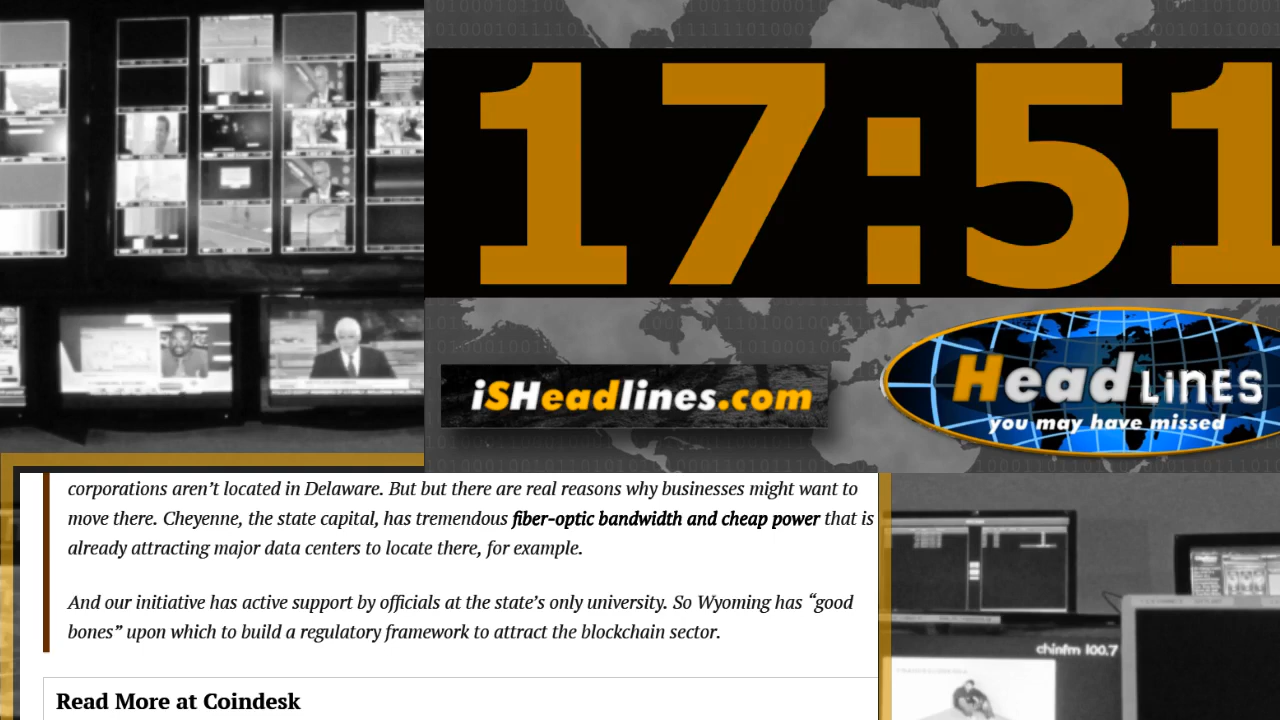 17:51
iSHeadlines.com
HeadLINES
you may have missed
corporations aren’t located in Delaware. But but there are real reasons why businesses might want to
move there. Cheyenne, the state capital, has tremendous fiber-optic bandwidth and cheap power that is
already attracting major data centers to locate there, for example.
And our initiative has active support by officials at the state’s only university. So Wyoming has “good
bones” upon which to build a regulatory framework to attract the blockchain sector.
Read More at Coindesk
chinfm 100.7